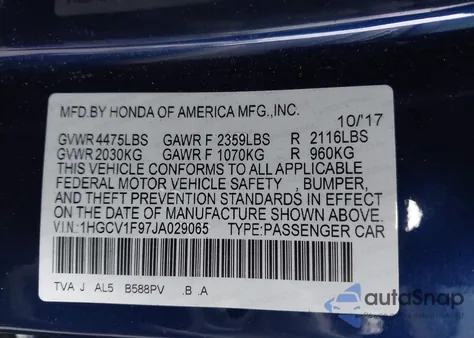 MFD.BY HONDA OF AMERICA MFG.,INC.
10/'17
GVWR 4475LBS GAWR F 2359LBS R 2116LBS
GVWR 2030KG GAWR F 1070KG R 960KG
THIS VEHICLE CONFORMS TO ALL APPLICABLE
FEDERAL MOTOR VEHICLE SAFETY , BUMPER,
AND THEFT PREVENTION STANDARDS IN EFFECT
ON THE DATE OF MANUFACTURE SHOWN ABOVE.
V.I.N.: 1HGCV1F97JA029065 TYPE:PASSENGER CAR
TVA J AL5 B588PV .B .A
autoSnap